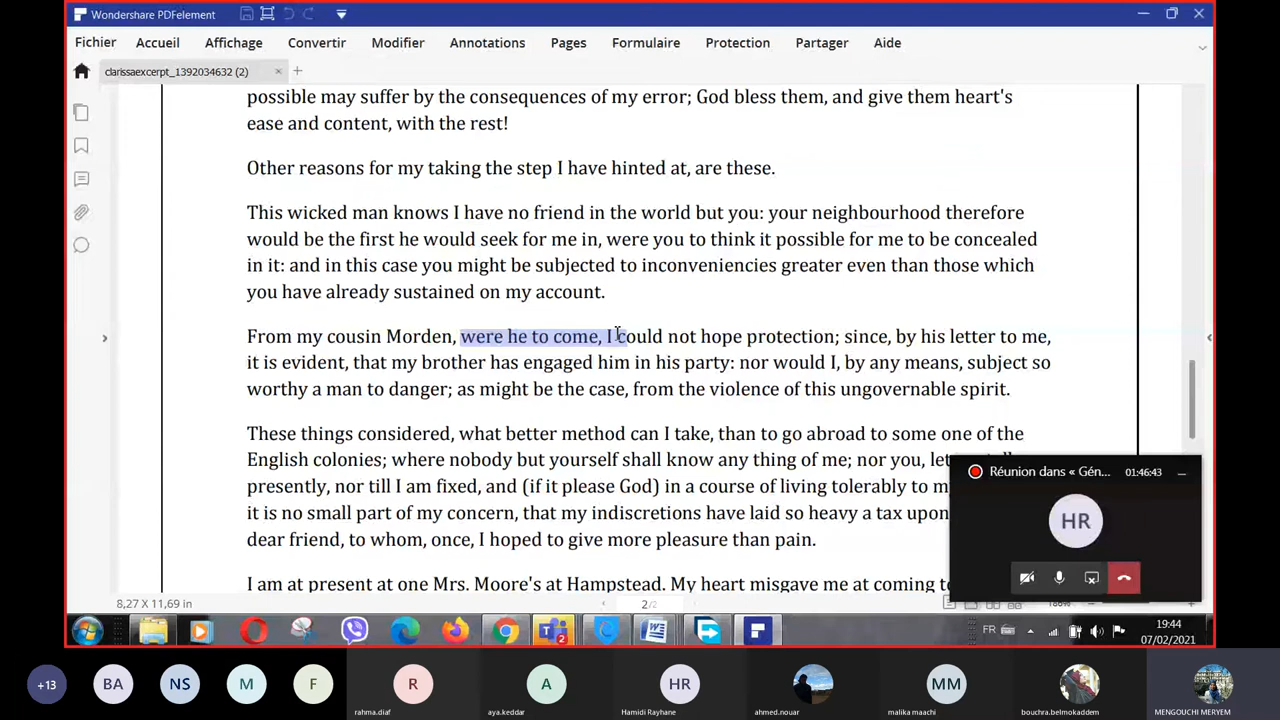 Wondershare PDFelement
Fichier Accueil Affichage Convertir Modifier Annotations Pages Formulaire Protection Partager Aide
clarissaexcerpt_1392034632 (2)
possible may suffer by the consequences of my error; God bless them, and give them heart's
ease and content, with the rest!
Other reasons for my taking the step I have hinted at, are these.
This wicked man knows I have no friend in the world but you: your neighbourhood therefore
would be the first he would seek for me in, were you to think it possible for me to be concealed
in it: and in this case you might be subjected to inconveniencies greater even than those which
you have already sustained on my account.
From my cousin Morden, were he to come, I could not hope protection; since, by his letter to me,
it is evident, that my brother has engaged him in his party: nor would I, by any means, subject so
worthy a man to danger; as might be the case, from the violence of this ungovernable spirit.
These things considered, what better method can I take, than to go abroad to some one of the
English colonies; where nobody but yourself shall know any thing of me; nor you,
presently, nor till I am fixed, and (if it please God) in a course of living tolerably to
it is no small part of my concern, that my indiscretions have laid so heavy a tax
dear friend, to whom, once, I hoped to give more pleasure than pain.
I am at present at one Mrs. Moore's at Hampstead. My heart misgave me at coming
Réunion dans « Gén... 01:46:43
HR
8,27 X 11,69 in
2/2
FR
19:44
07/02/2021
2
+13 BA NS M F R A HR MM
rahma.diaf aya.keddar Hamidi Rayhane ahmed.nouar malika maachi bouchra.belmokaddem MENGOUCHI MERYEM